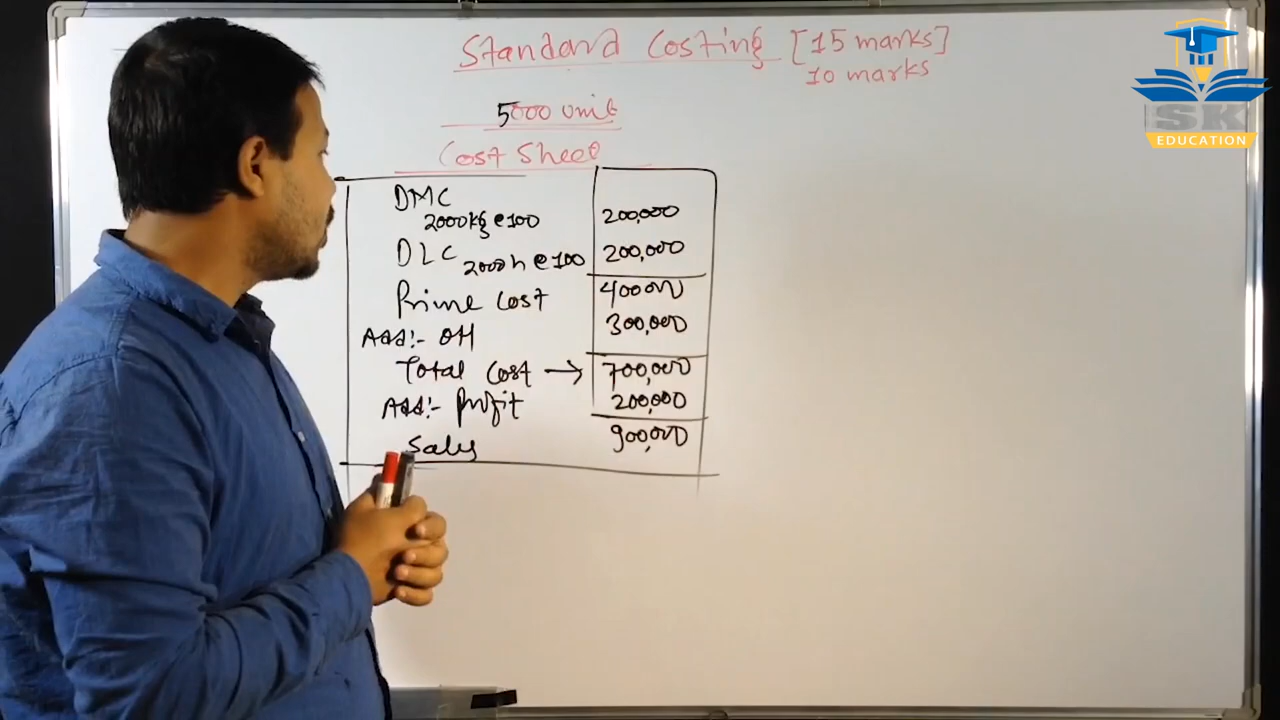 Standard Costing [15 marks]
10 marks
5000 unit
Cost Sheet
DMC
2000kg @100 200,000
DLC 2000h @100 200,000
Prime Cost 400000
Add:- OH 300,000
Total Cost → 700,000
Add:- Profit 200,000
Sales 900,000
SK
EDUCATION